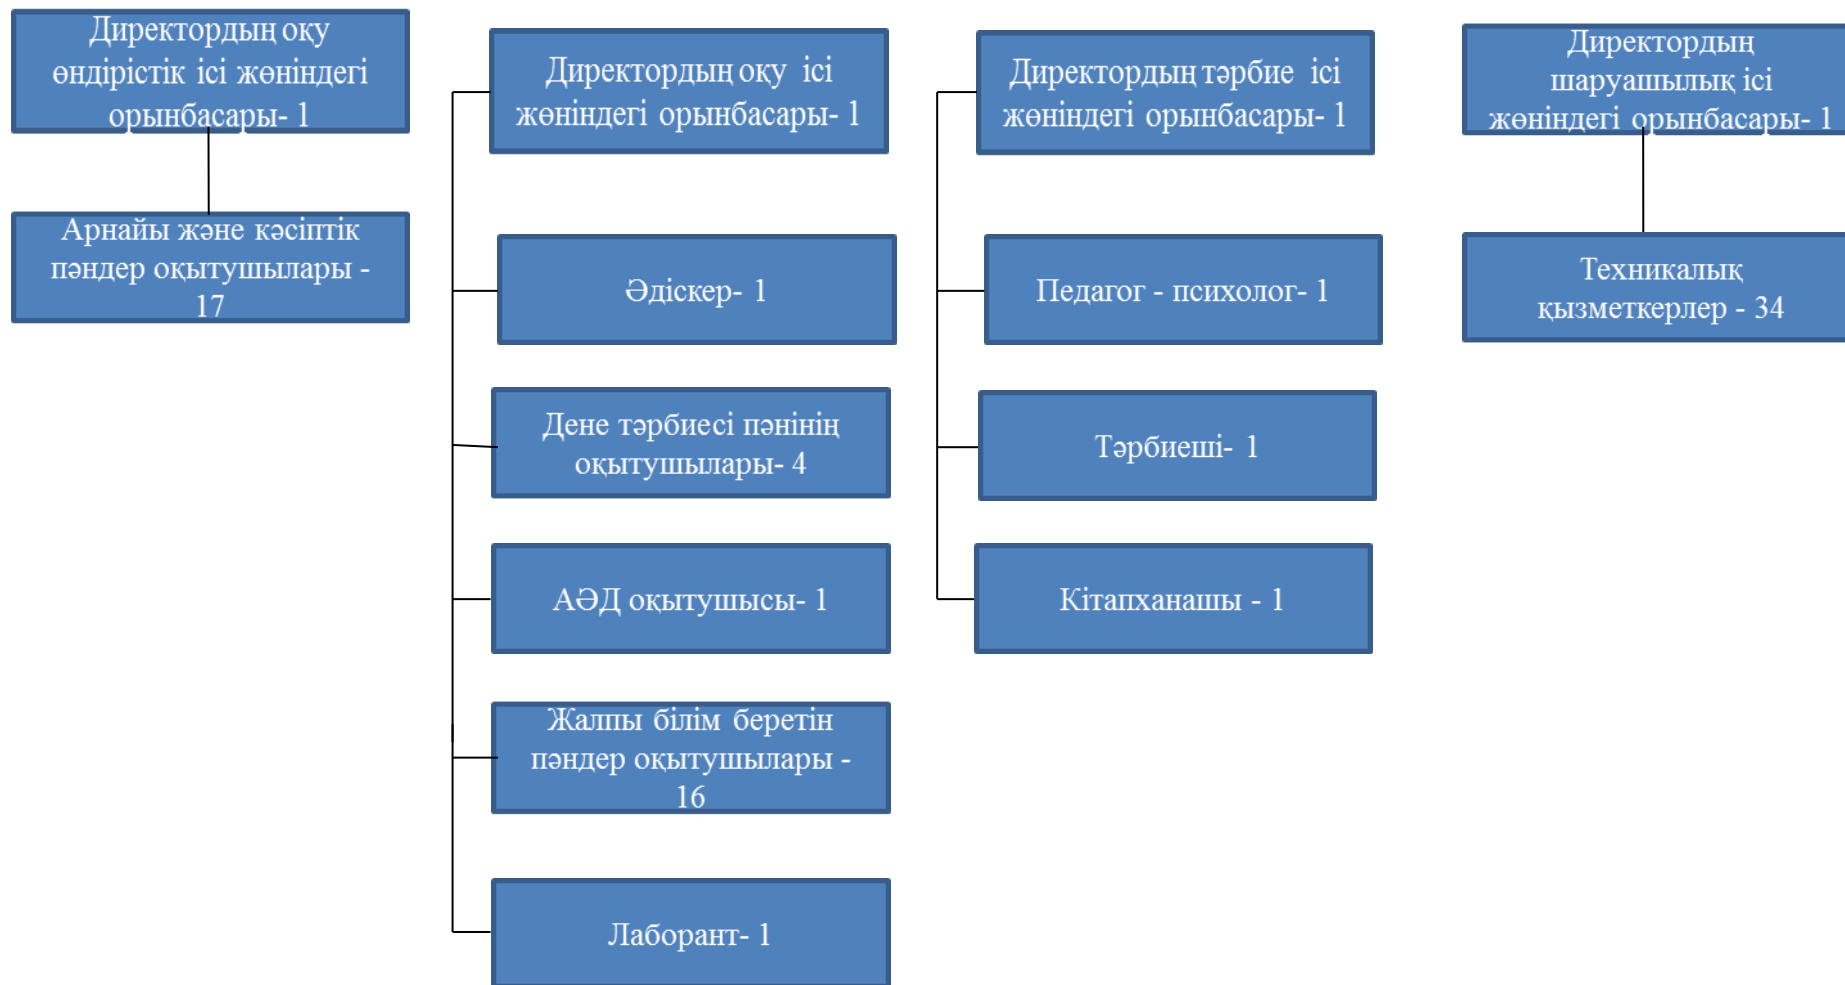 Директордың оқу
өндірістік ісі жөніндегі
орынбасары- 1
Арнайы және кәсіптік
пәндер оқытушылары -
17
Директордың оқу ісі
жөніндегі орынбасары- 1
Әдіскер- 1
Дене тәрбиесі пәнінің
оқытушылары- 4
АӘД оқытушысы- 1
Жалпы білім беретін
пәндер оқытушылары -
16
Лаборант- 1
Директордың тәрбие ісі
жөніндегі орынбасары- 1
Педагог - психолог- 1
Тәрбиеші- 1
Кітапханашы - 1
Директордың
шаруашылық ісі
жөніндегі орынбасары- 1
Техникалық
қызметкерлер - 34